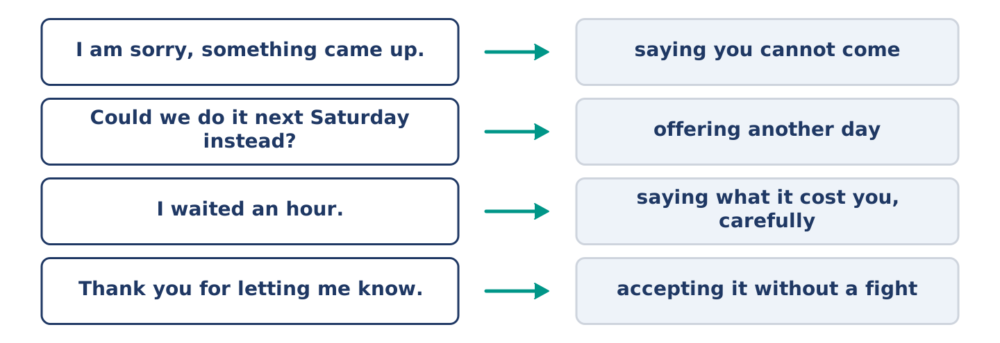 I am sorry, something came up.
saying you cannot come
Could we do it next Saturday
instead?
offering another day
I waited an hour.
saying what it cost you,
carefully
Thank you for letting me know.
accepting it without a fight